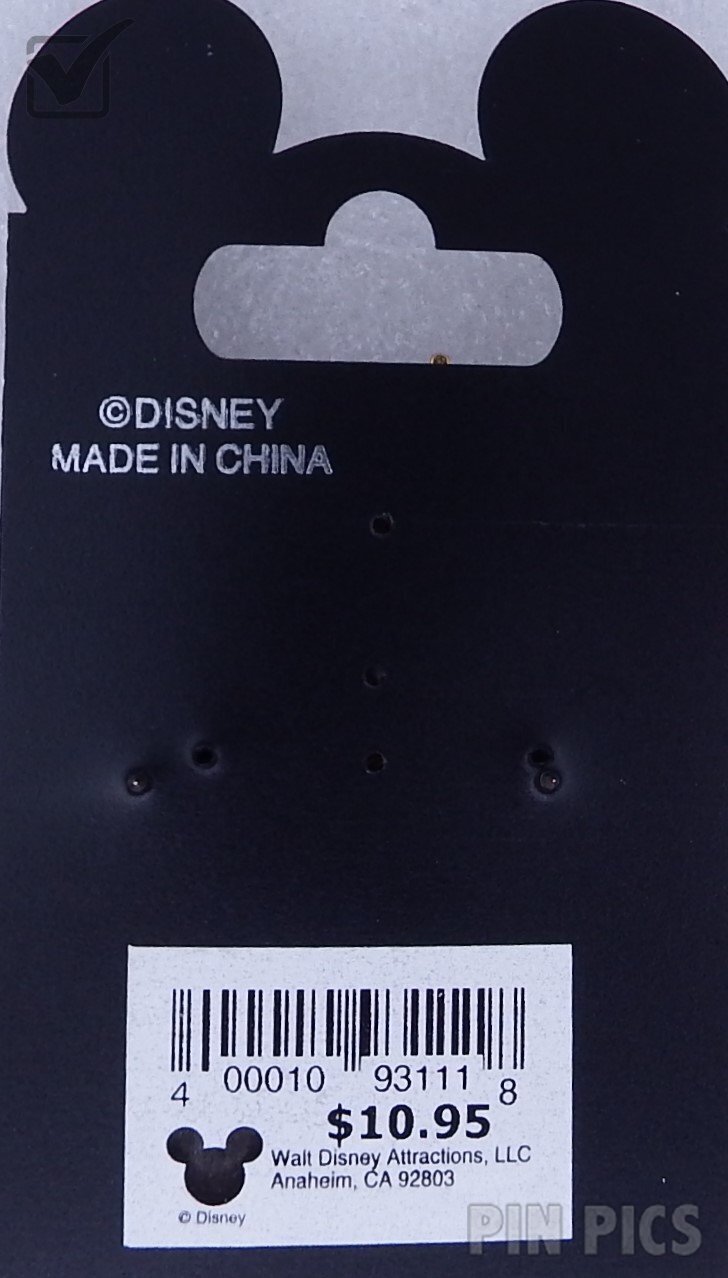 ©DISNEY
MADE IN CHINA
4 00010 93111 8
$10.95
Walt Disney Attractions, LLC
Anaheim, CA 92803
© Disney
PIN PICS